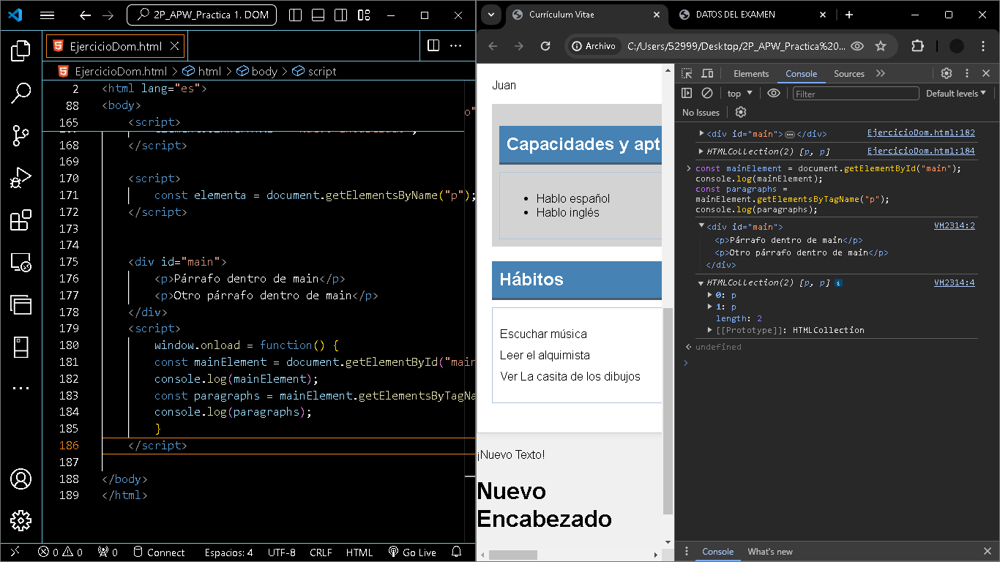 2P_APW_Practica 1. DOM
EjercicioDom.html
EjercicioDom.html > html > body > script
2 <html lang="es">
88 <body>
165 <script>
168 </script>
169
170 <script>
171 const elementa = document.getElementsByName("p");
172 </script>
173
174
175 <div id="main">
176 <p>Párrafo dentro de main</p>
177 <p>Otro párrafo dentro de main</p>
178 </div>
179 <script>
180 window.onload = function() {
181 const mainElement = document.getElementById("main
182 console.log(mainElement);
183 const paragraphs = mainElement.getElementsByTagNa
184 console.log(paragraphs);
185 }
186 </script>
187
188 </body>
189 </html>
0 0 0 Connect Espacios: 4 UTF-8 CRLF HTML Go Live
Currículum Vitae
DATOS DEL EXAMEN
Archivo C:/Users/52999/Desktop/2P_APW_Practica%20...
Juan
Capacidades y apt
Hablo español
Hablo inglés
Hábitos
Escuchar música
Leer el alquimista
Ver La casita de los dibujos
¡Nuevo Texto!
Nuevo
Encabezado
Elements Console Sources
top Filter Default levels
No Issues
<div id="main"> </div> EjercicioDom.html:182
HTMLCollection(2) [p, p] EjercicioDom.html:184
const mainElement = document.getElementById("main");
console.log(mainElement);
const paragraphs =
mainElement.getElementsByTagName("p");
console.log(paragraphs);
<div id="main"> VM2314:2
<p>Párrafo dentro de main</p>
<p>Otro párrafo dentro de main</p>
</div>
HTMLCollection(2) [p, p] i VM2314:4
0: p
1: p
length: 2
[[Prototype]]: HTMLCollection
undefined
Console What's new